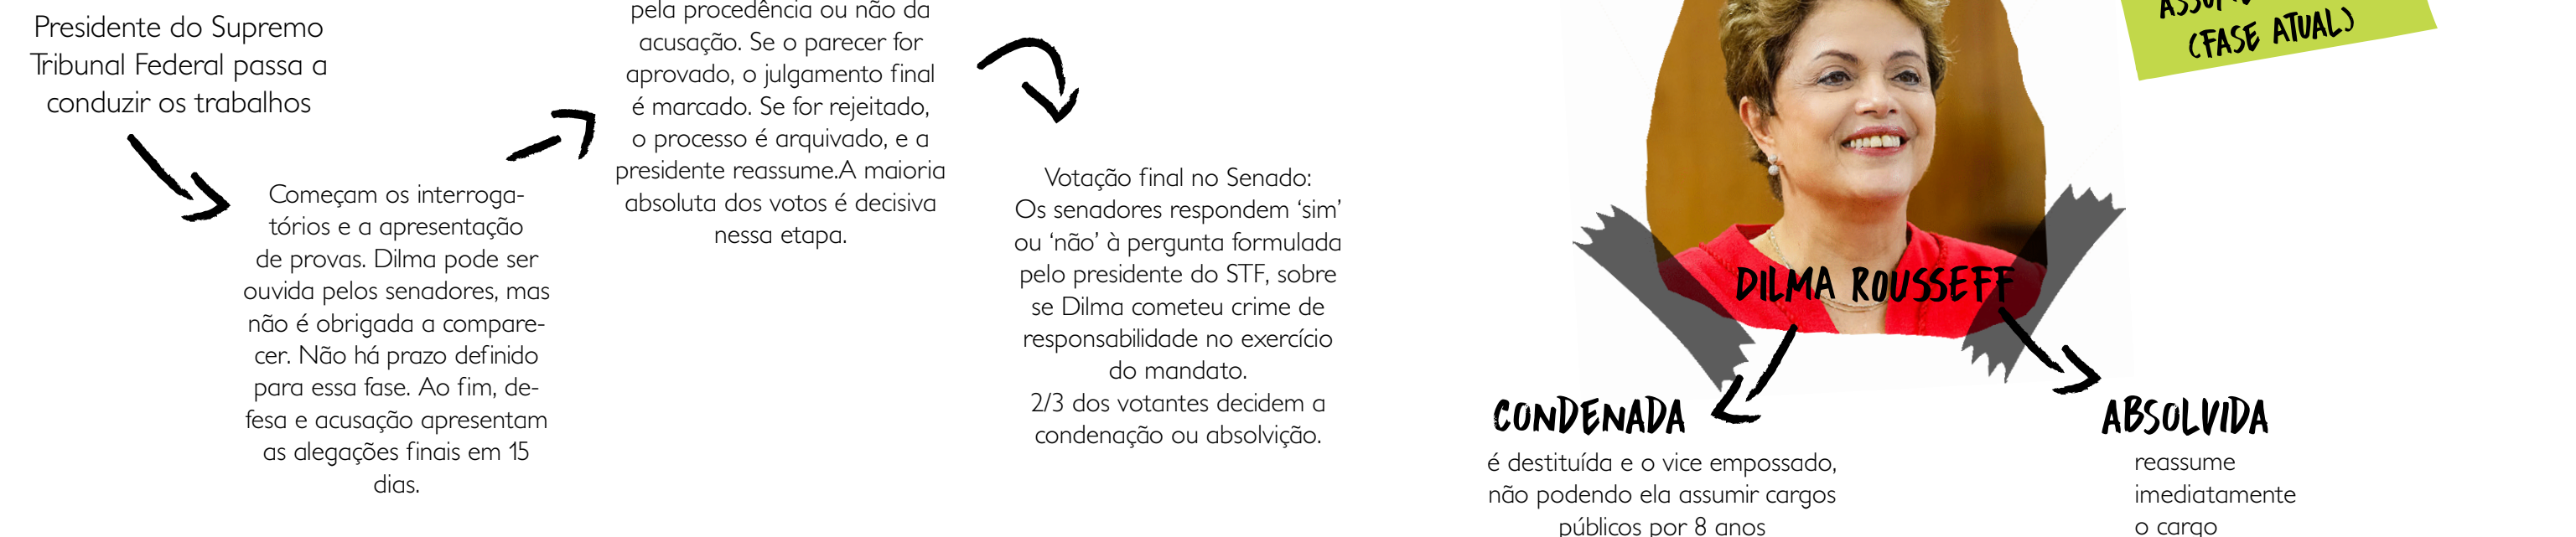 Presidente do Supremo
Tribunal Federal passa a
conduzir os trabalhos
Começam os interroga-
tórios e a apresentação
de provas. Dilma pode ser
ouvida pelos senadores, mas
não é obrigada a compare-
cer. Não há prazo definido
para essa fase. Ao fim, de-
fesa e acusação apresentam
as alegações finais em 15
dias.
pela procedência ou não da
acusação. Se o parecer for
aprovado, o julgamento final
é marcado. Se for rejeitado,
o processo é arquivado, e a
presidente reassume.A maioria
absoluta dos votos é decisiva
nessa etapa.
Votação final no Senado:
Os senadores respondem ‘sim’
ou ‘não’ à pergunta formulada
pelo presidente do STF, sobre
se Dilma cometeu crime de
responsabilidade no exercício
do mandato.
2/3 dos votantes decidem a
condenação ou absolvição.
(FASE ATUAL)
DILMA ROUSSEFF
CONDENADA
é destituída e o vice empossado,
não podendo ela assumir cargos
públicos por 8 anos
ABSOLVIDA
reassume
imediatamente
o cargo